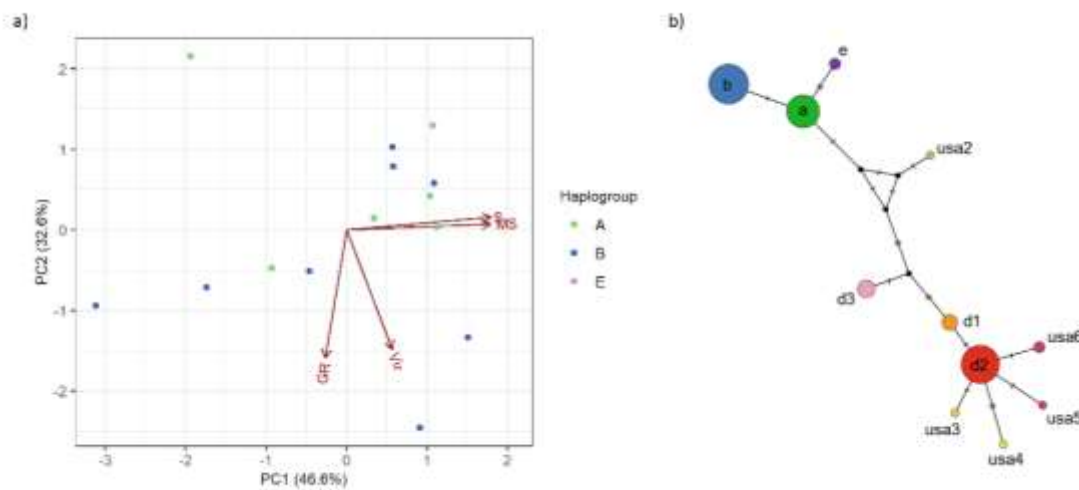 a)
b)
2
1
0
-1
-2
PC2 (32.6%)
-3
-2
-1
0
1
2
PC1 (46.6%)
S
MS
GR
Haplogroup
A
B
E
b
e
a
usa2
d3
d1
d2
usa6
usa5
usa3
usa4